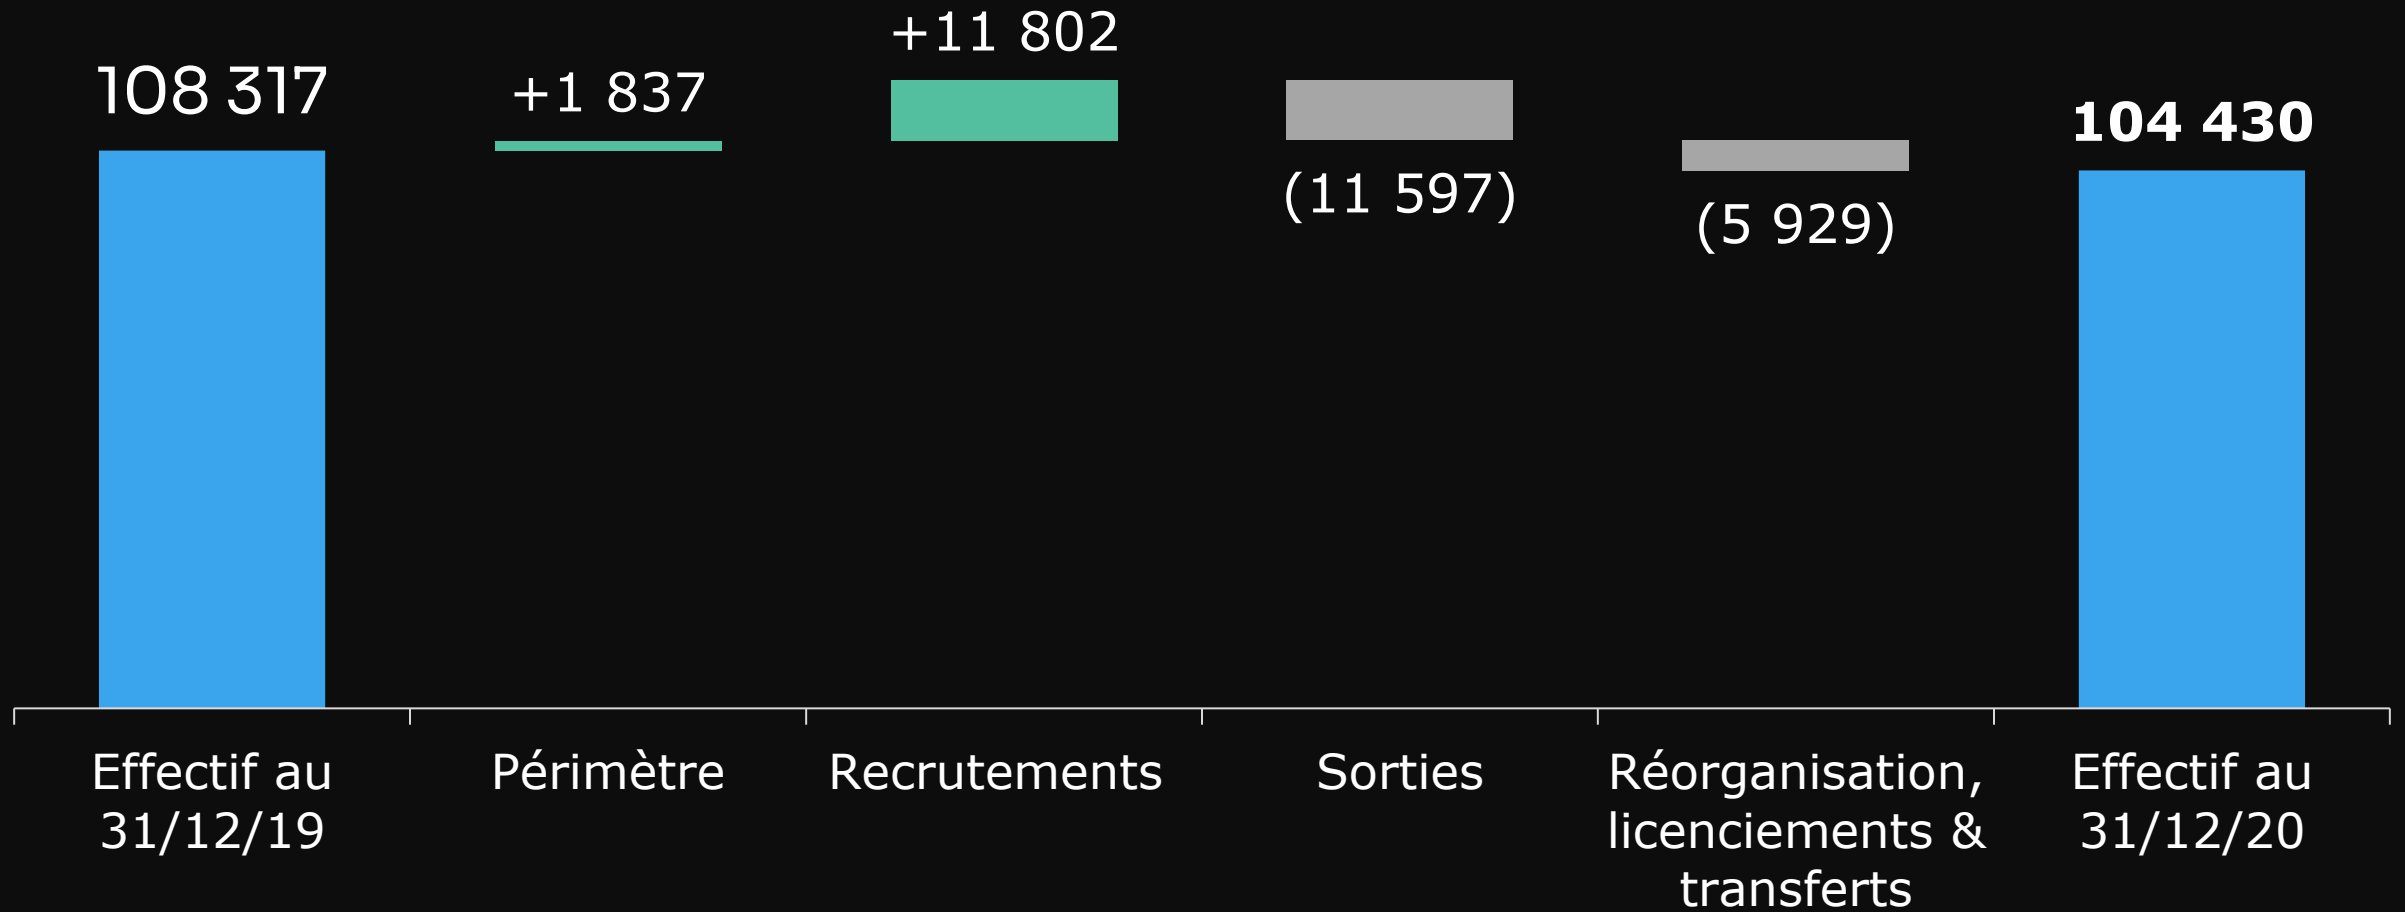 108 317
+1 837
+11 802
(11 597)
(5 929)
104 430
Effectif au
31/12/19
Périmètre
Recrutements
Sorties
Réorganisation,
licenciements &
transferts
Effectif au
31/12/20